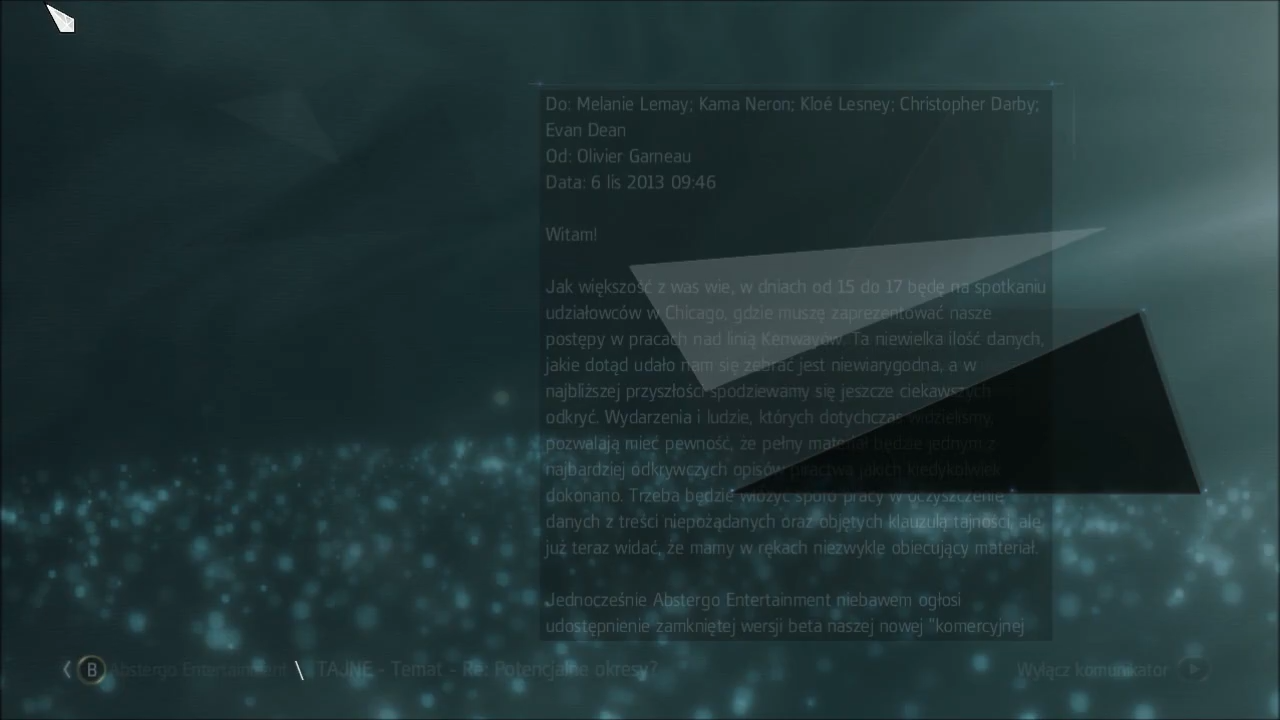 Do: Melanie Lemay; Kama Neron; Kloé Lesney; Christopher Darby;
Evan Dean
Od: Olivier Garneau
Data: 6 lis 2013 09:46
Witam!
Jak większość z was wie, w dniach od 15 do 17 będę na spotkaniu
udziałowców w Chicago, gdzie muszę zaprezentować nasze
postępy w pracach nad linią Kenwayów. Ta niewielka ilość danych,
jakie dotąd udało nam się zebrać jest niewiarygodna, a w
najbliższej przyszłości spodziewamy się jeszcze ciekawszych
odkryć. Wydarzenia i ludzie, których dotychczas widzieliśmy,
pozwalają mieć pewność, że pełny materiał będzie jednym z
najbardziej odkrywczych opisów piractwa jakich kiedykolwiek
dokonano. Trzeba będzie włożyć sporo pracy w oczyszczenie
danych z treści niepożądanych oraz objętych klauzulą tajności, ale
już teraz widać, że mamy w rękach niezwykle obiecujący materiał.
Jednocześnie Abstergo Entertainment niebawem ogłosi
udostępnienie zamkniętej wersji beta naszej nowej "komercyjnej
B Abstergo Entertainment \ TAJNE - Temat - Re: Potencjalne okresy?
Wyłącz komunikator